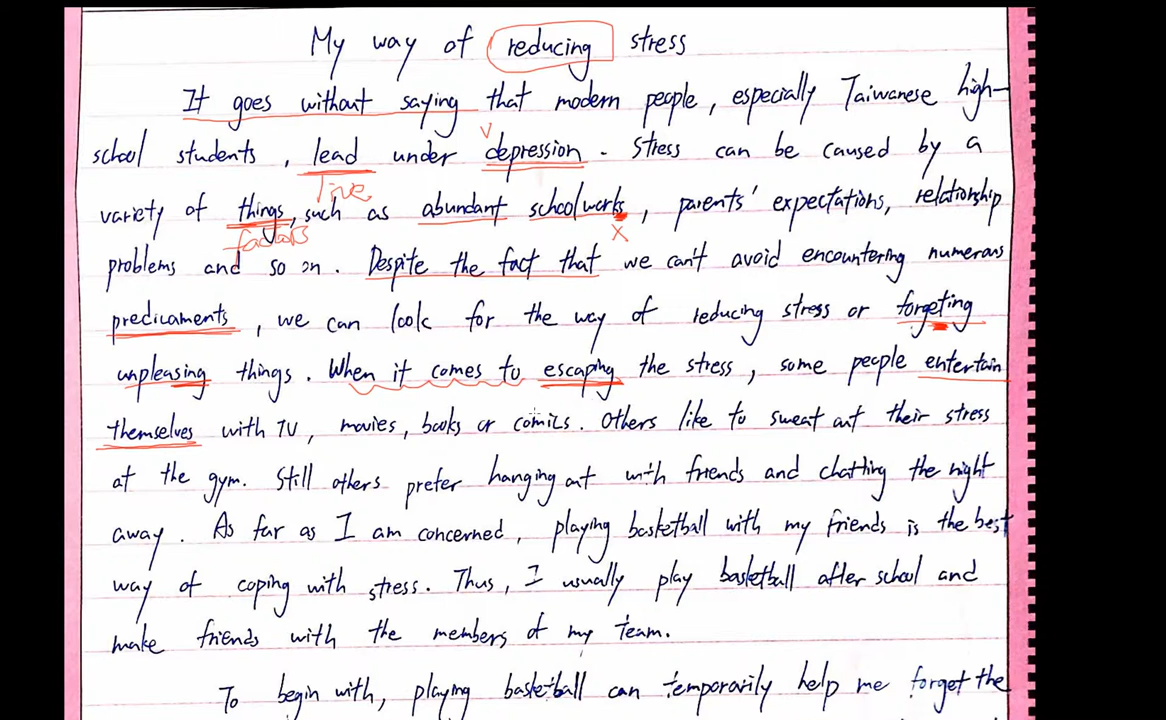 My way of reducing stress
It goes without saying that modern people, especially Taiwanese high-
school students, lead under depression. Stress can be caused by a
live
variety of things, such as abundant schoolworks, parents' expectations, relationship
factors
problems and so on. Despite the fact that we can't avoid encountering numerous
predicaments, we can look for the way of reducing stress or forgeting
unpleasing things. When it comes to escaping the stress, some people entertain
themselves with TV, movies, books or comics. Others like to sweat out their stress
at the gym. Still others prefer hanging out with friends and chatting the night
away. As far as I am concerned, playing basketball with my friends is the best
way of coping with stress. Thus, I usually play basketball after school and
make friends with the members of my team.
To begin with, playing basketball can temporarily help me forget the